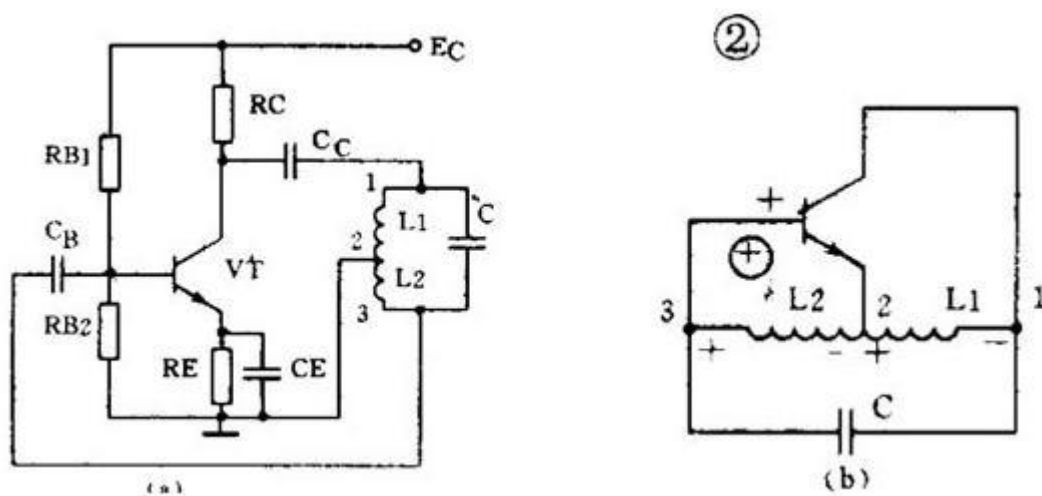 EC
②
RC
CC
RB1
1
C
L1
CB
2
VT
L2
3
RB2
RE
CE
(a)
+
+
3
L2
2
L1
1
+
-
+
-
C
(b)